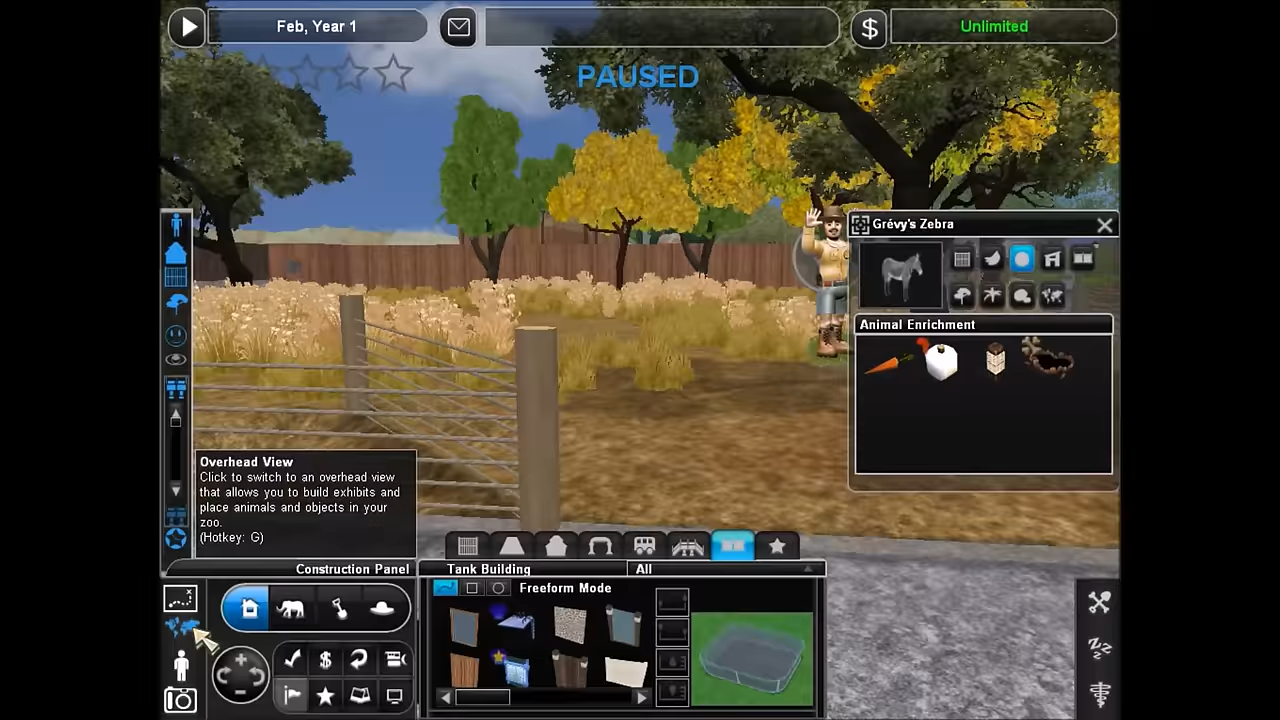 Feb, Year 1
$
Unlimited
PAUSED
Grévy's Zebra
Animal Enrichment
Overhead View
Click to switch to an overhead view
that allows you to build exhibits and
place animals and objects in your
zoo.
(Hotkey: G)
Construction Panel
Tank Building
All
Freeform Mode